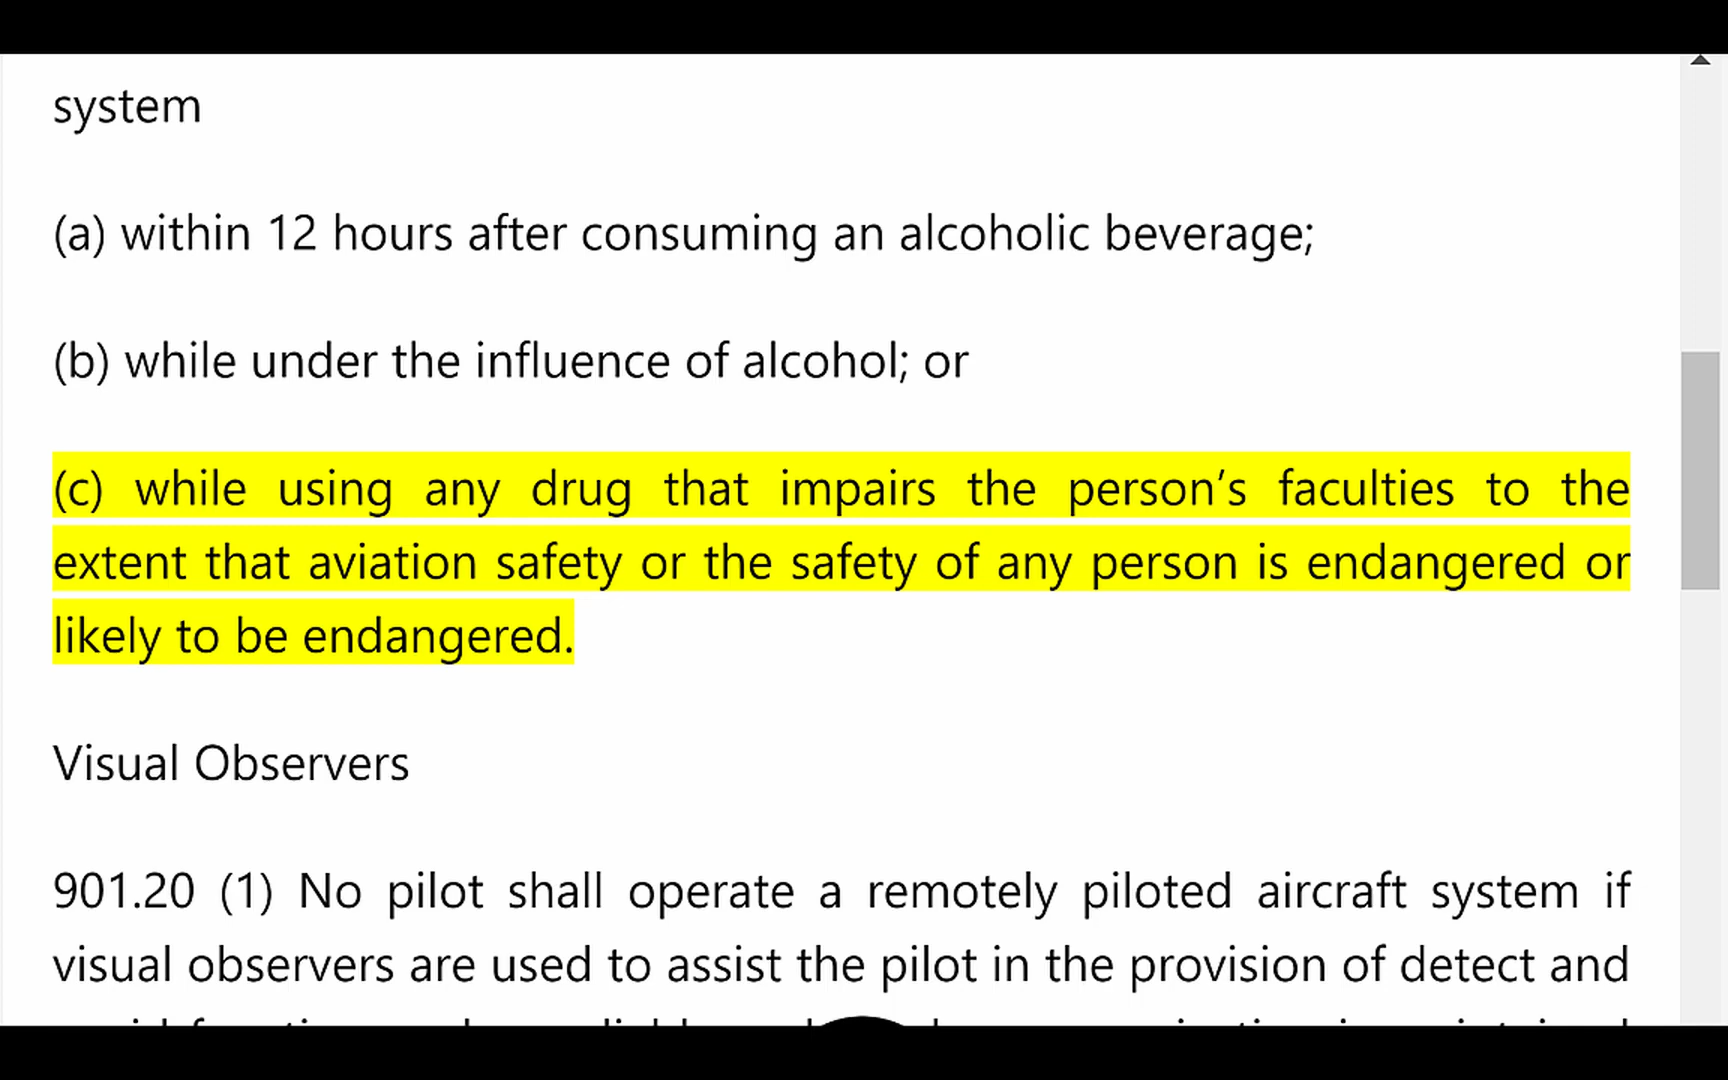 system
(a) within 12 hours after consuming an alcoholic beverage;
(b) while under the influence of alcohol; or
(c) while using any drug that impairs the person’s faculties to the
extent that aviation safety or the safety of any person is endangered or
likely to be endangered.
Visual Observers
901.20 (1) No pilot shall operate a remotely piloted aircraft system if
visual observers are used to assist the pilot in the provision of detect and